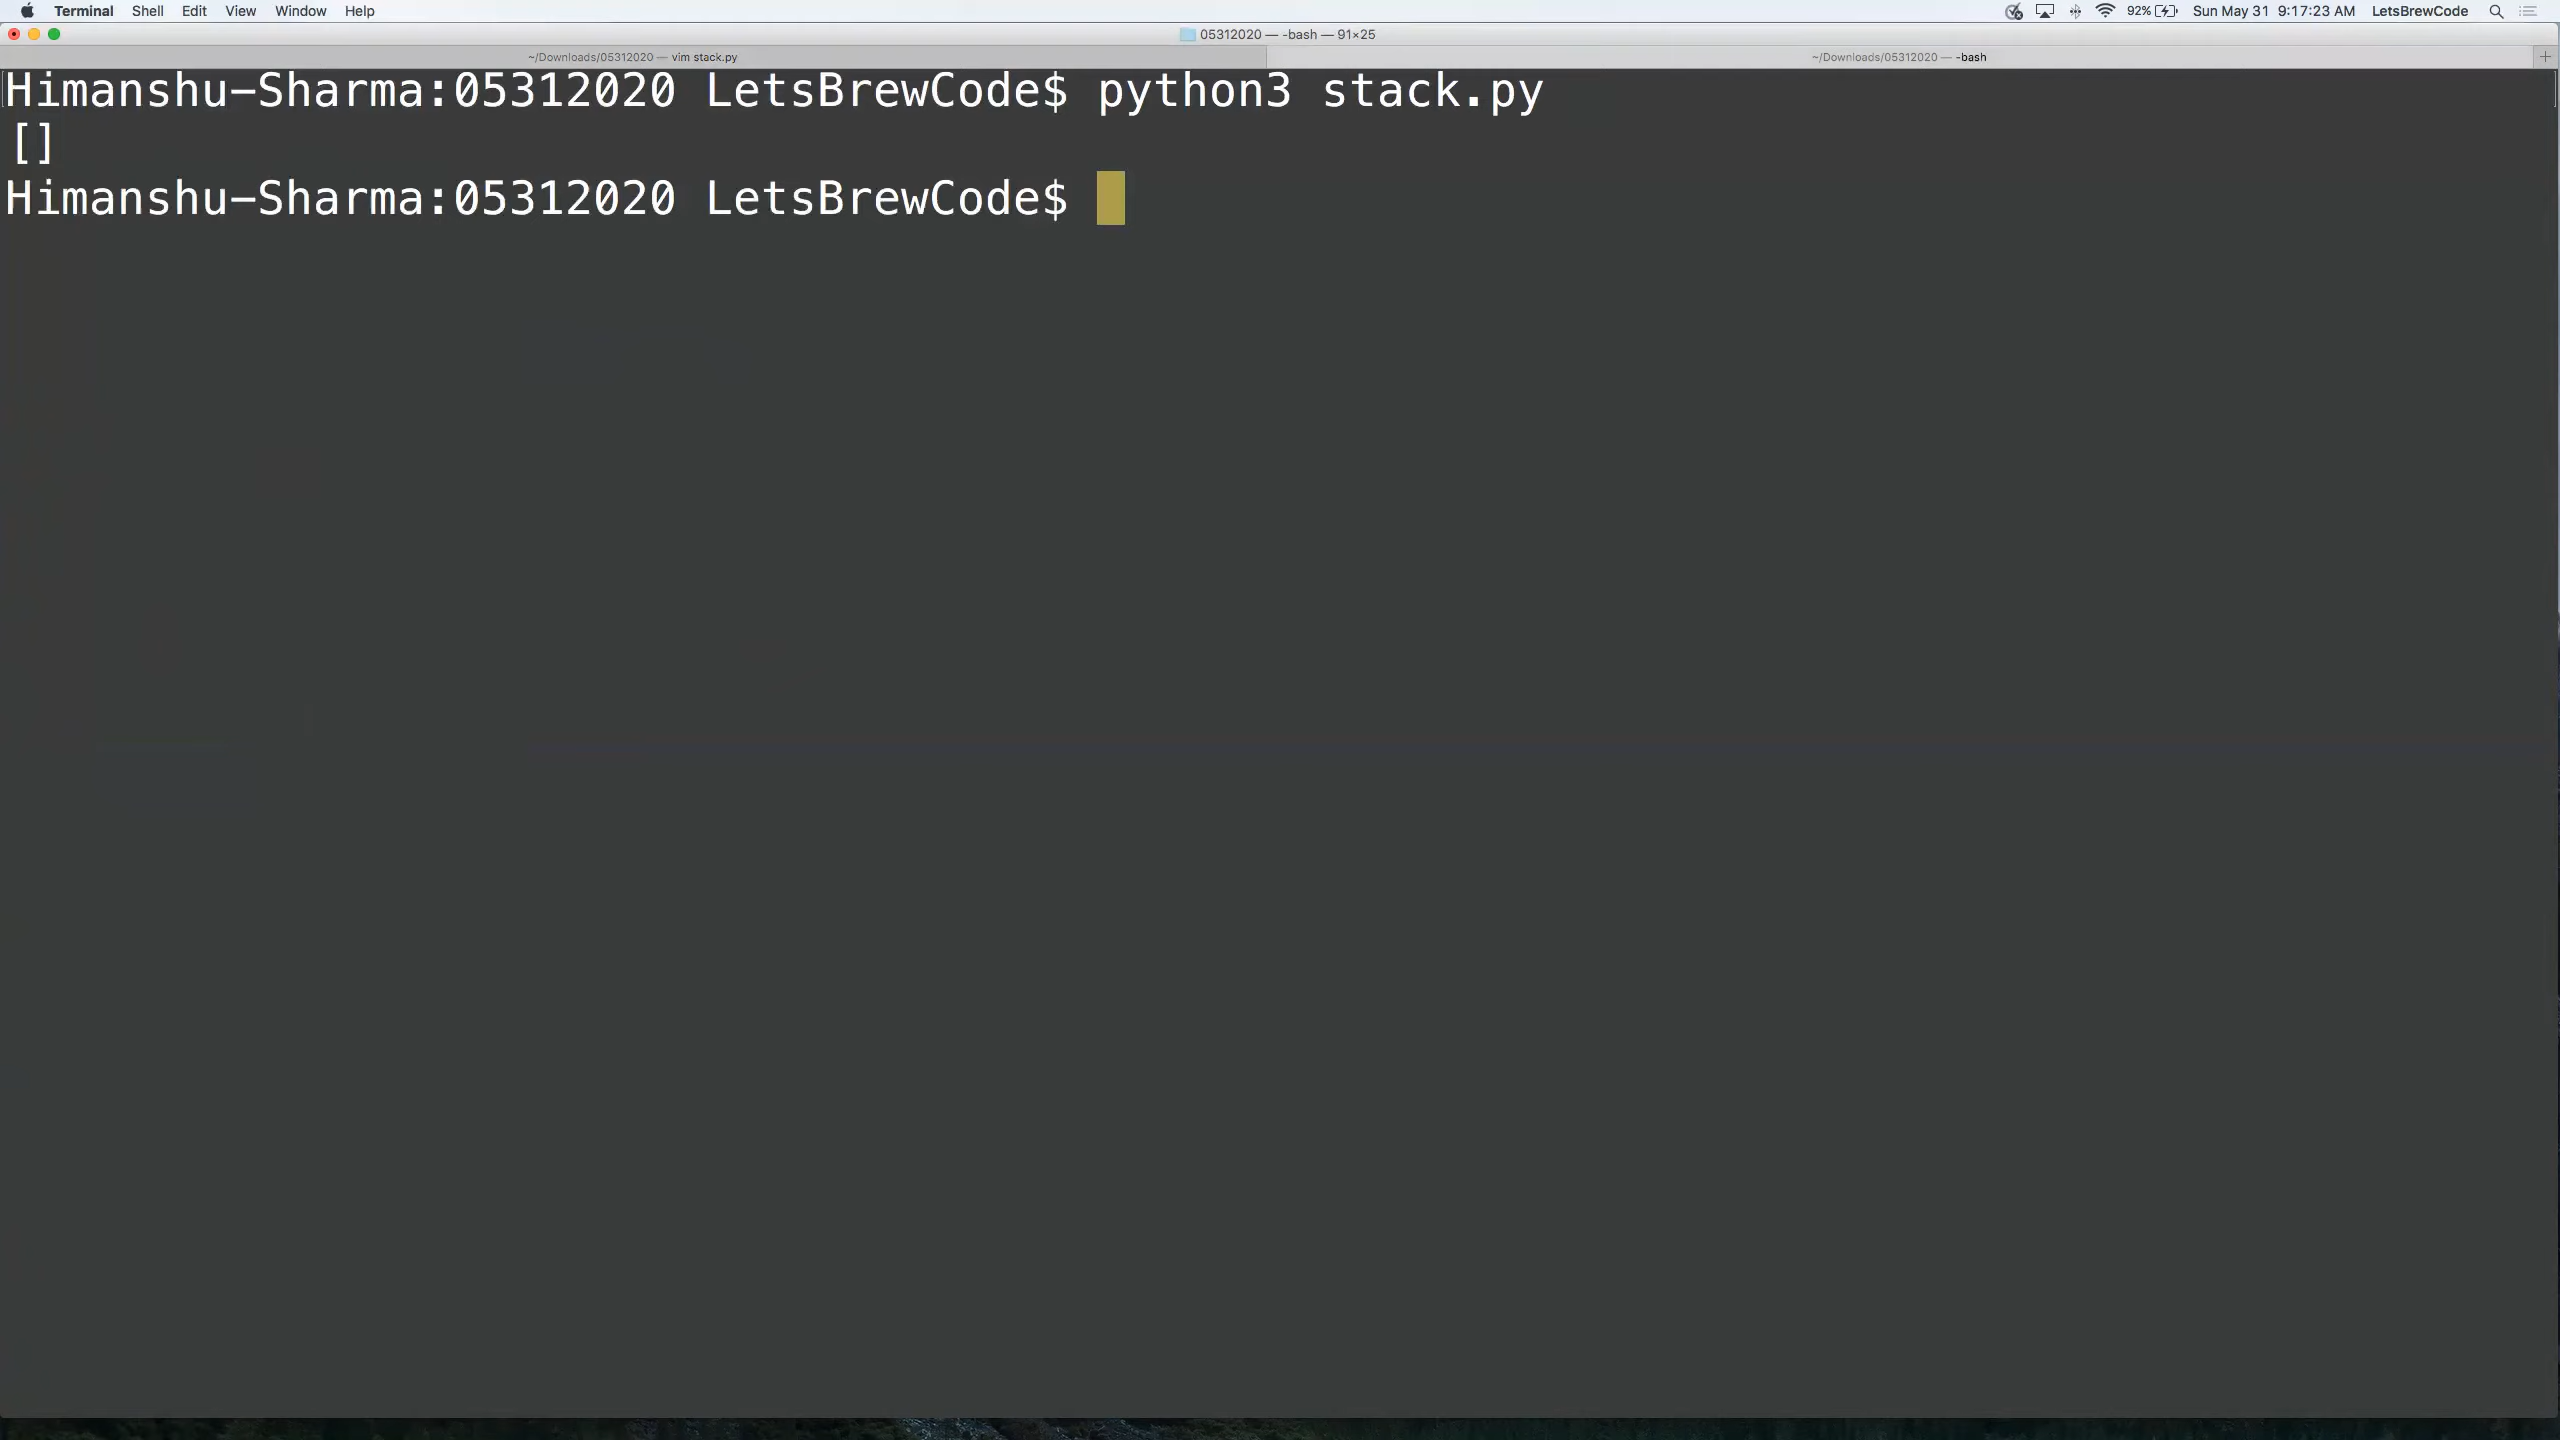 Terminal Shell Edit View Window Help 92% Sun May 31 9:17:23 AM LetsBrewCode
05312020 — -bash — 91×25
~/Downloads/05312020 — vim stack.py ~/Downloads/05312020 — -bash +
Himanshu-Sharma:05312020 LetsBrewCode$ python3 stack.py
[]
Himanshu-Sharma:05312020 LetsBrewCode$